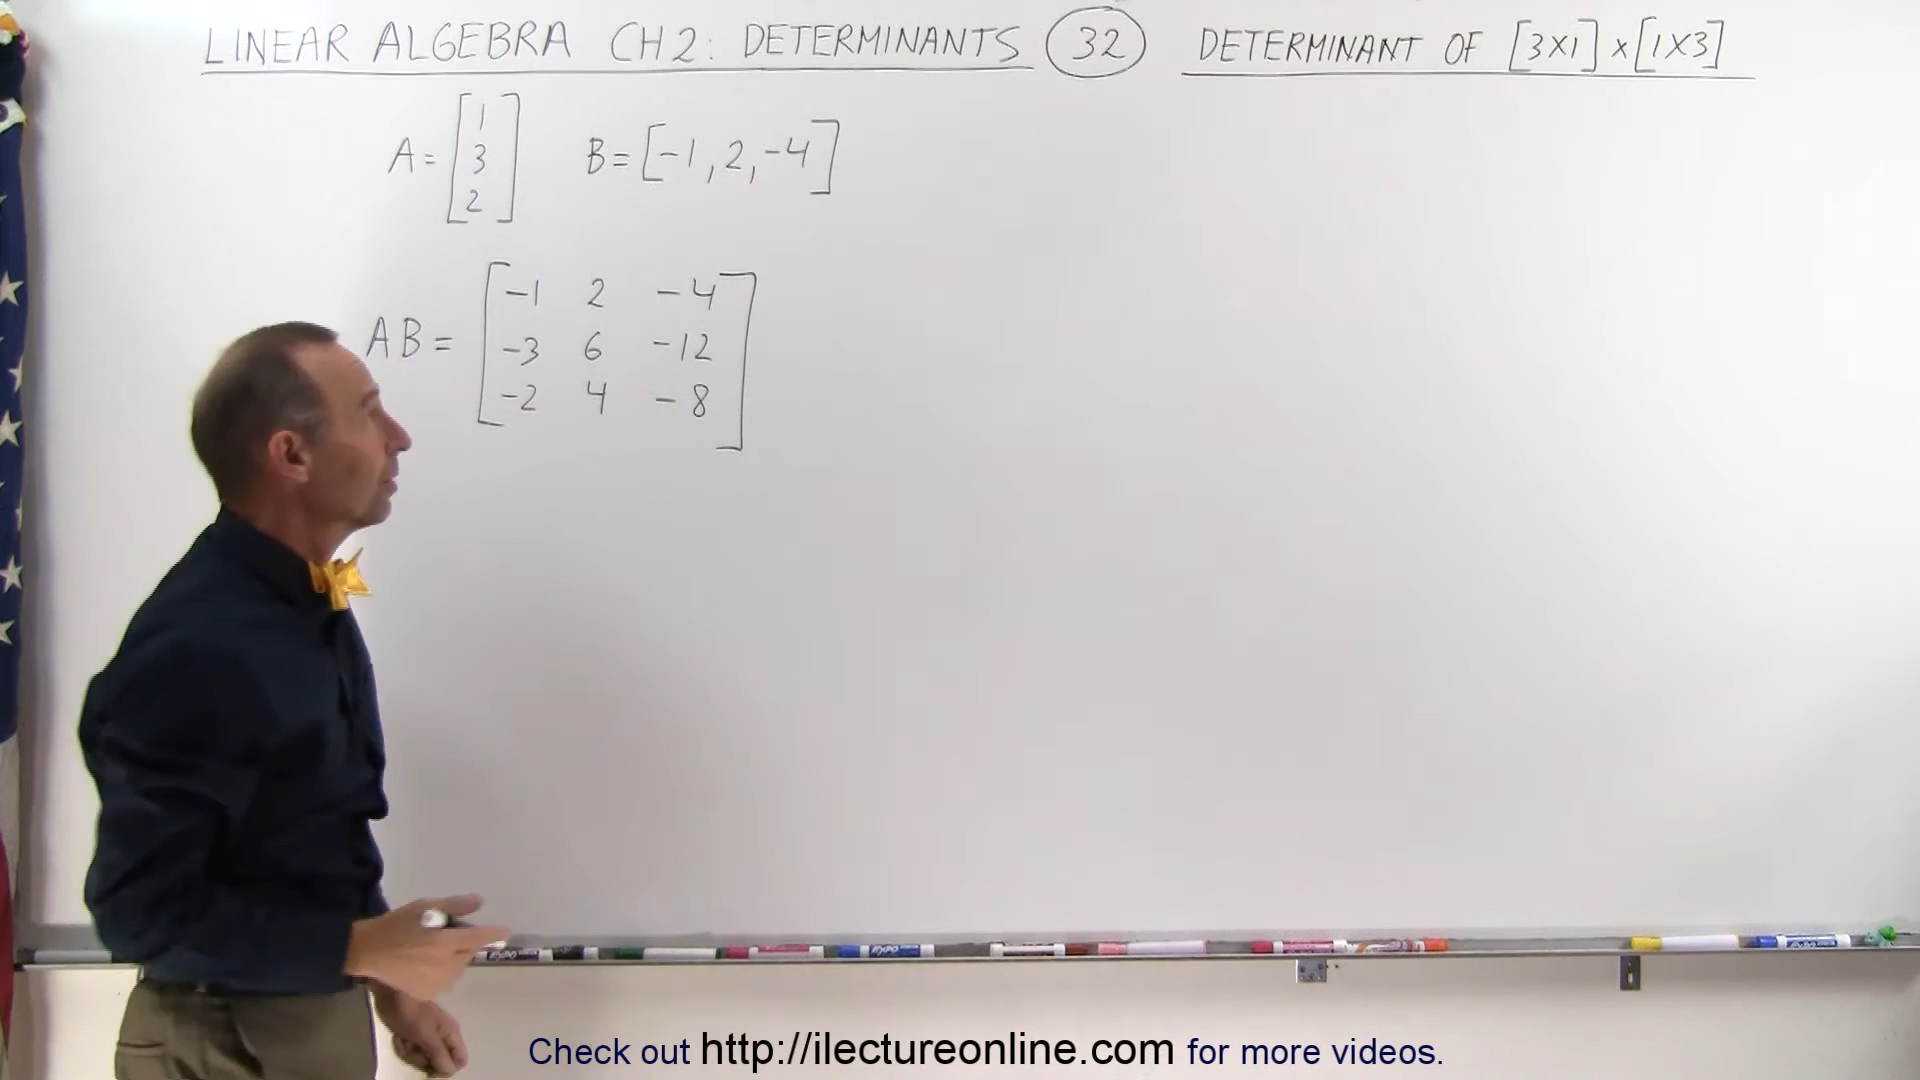 LINEAR ALGEBRA CH2: DETERMINANTS 32 DETERMINANT OF [3X1] x [1X3]
A = [1 3 2] B = [-1, 2, -4]
AB = [-1 2 -4
-3 6 -12
-2 4 -8]
Check out http://ilectureonline.com for more videos.